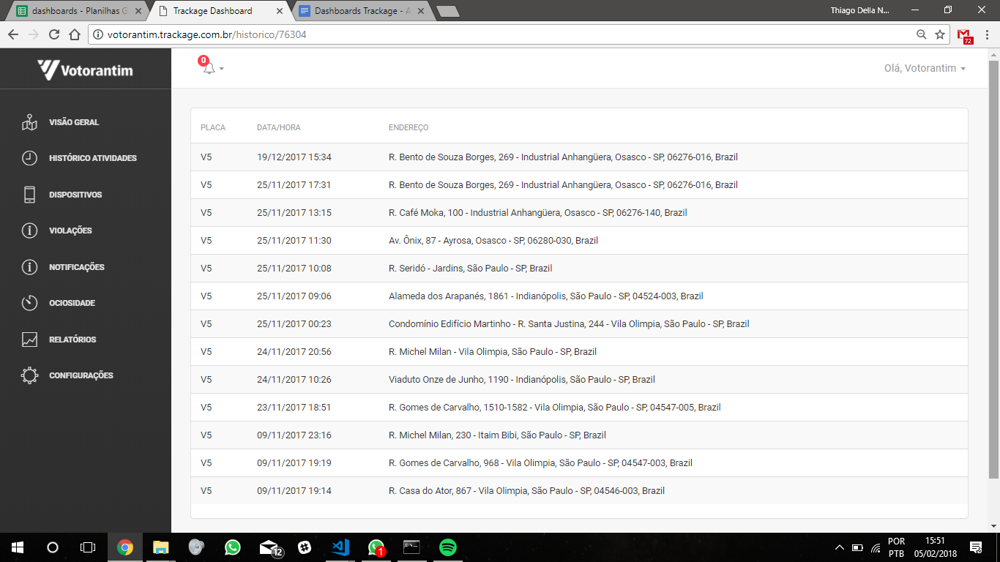 dashboards - Planilhas G
Trackage Dashboard
Dashboards Trackage - A
Thiago Della N...
votorantim.trackage.com.br/historico/76304
72
Votorantim
0
Olá, Votorantim
VISÃO GERAL
HISTÓRICO ATIVIDADES
DISPOSITIVOS
VIOLAÇÕES
NOTIFICAÇÕES
OCIOSIDADE
RELATÓRIOS
CONFIGURAÇÕES
PLACA DATA/HORA ENDEREÇO
V5 19/12/2017 15:34 R. Bento de Souza Borges, 269 - Industrial Anhangüera, Osasco - SP, 06276-016, Brazil
V5 25/11/2017 17:31 R. Bento de Souza Borges, 269 - Industrial Anhangüera, Osasco - SP, 06276-016, Brazil
V5 25/11/2017 13:15 R. Café Moka, 100 - Industrial Anhangüera, Osasco - SP, 06276-140, Brazil
V5 25/11/2017 11:30 Av. Ônix, 87 - Ayrosa, Osasco - SP, 06280-030, Brazil
V5 25/11/2017 10:08 R. Seridó - Jardins, São Paulo - SP, Brazil
V5 25/11/2017 09:06 Alameda dos Arapanés, 1861 - Indianópolis, São Paulo - SP, 04524-003, Brazil
V5 25/11/2017 00:23 Condomínio Edifício Martinho - R. Santa Justina, 244 - Vila Olimpia, São Paulo - SP, Brazil
V5 24/11/2017 20:56 R. Michel Milan - Vila Olimpia, São Paulo - SP, Brazil
V5 24/11/2017 10:26 Viaduto Onze de Junho, 1190 - Indianópolis, São Paulo - SP, Brazil
V5 23/11/2017 18:51 R. Gomes de Carvalho, 1510-1582 - Vila Olimpia, São Paulo - SP, 04547-005, Brazil
V5 09/11/2017 23:16 R. Michel Milan, 230 - Itaim Bibi, São Paulo - SP, Brazil
V5 09/11/2017 19:19 R. Gomes de Carvalho, 968 - Vila Olimpia, São Paulo - SP, 04547-003, Brazil
V5 09/11/2017 19:14 R. Casa do Ator, 867 - Vila Olimpia, São Paulo - SP, 04546-003, Brazil
12
1
POR
PTB
15:51
05/02/2018